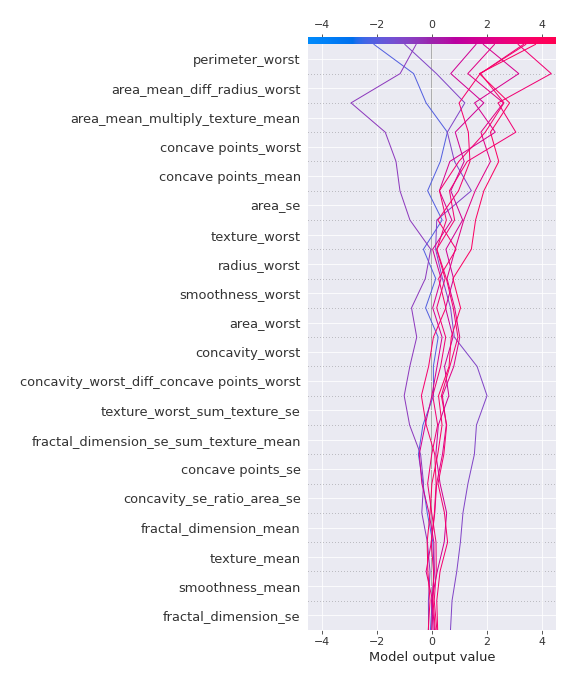 −4 −2 0 2 4
perimeter_worst
area_mean_diff_radius_worst
area_mean_multiply_texture_mean
concave points_worst
concave points_mean
area_se
texture_worst
radius_worst
smoothness_worst
area_worst
concavity_worst
concavity_worst_diff_concave points_worst
texture_worst_sum_texture_se
fractal_dimension_se_sum_texture_mean
concave points_se
concavity_se_ratio_area_se
fractal_dimension_mean
texture_mean
smoothness_mean
fractal_dimension_se
−4 −2 0 2 4
Model output value